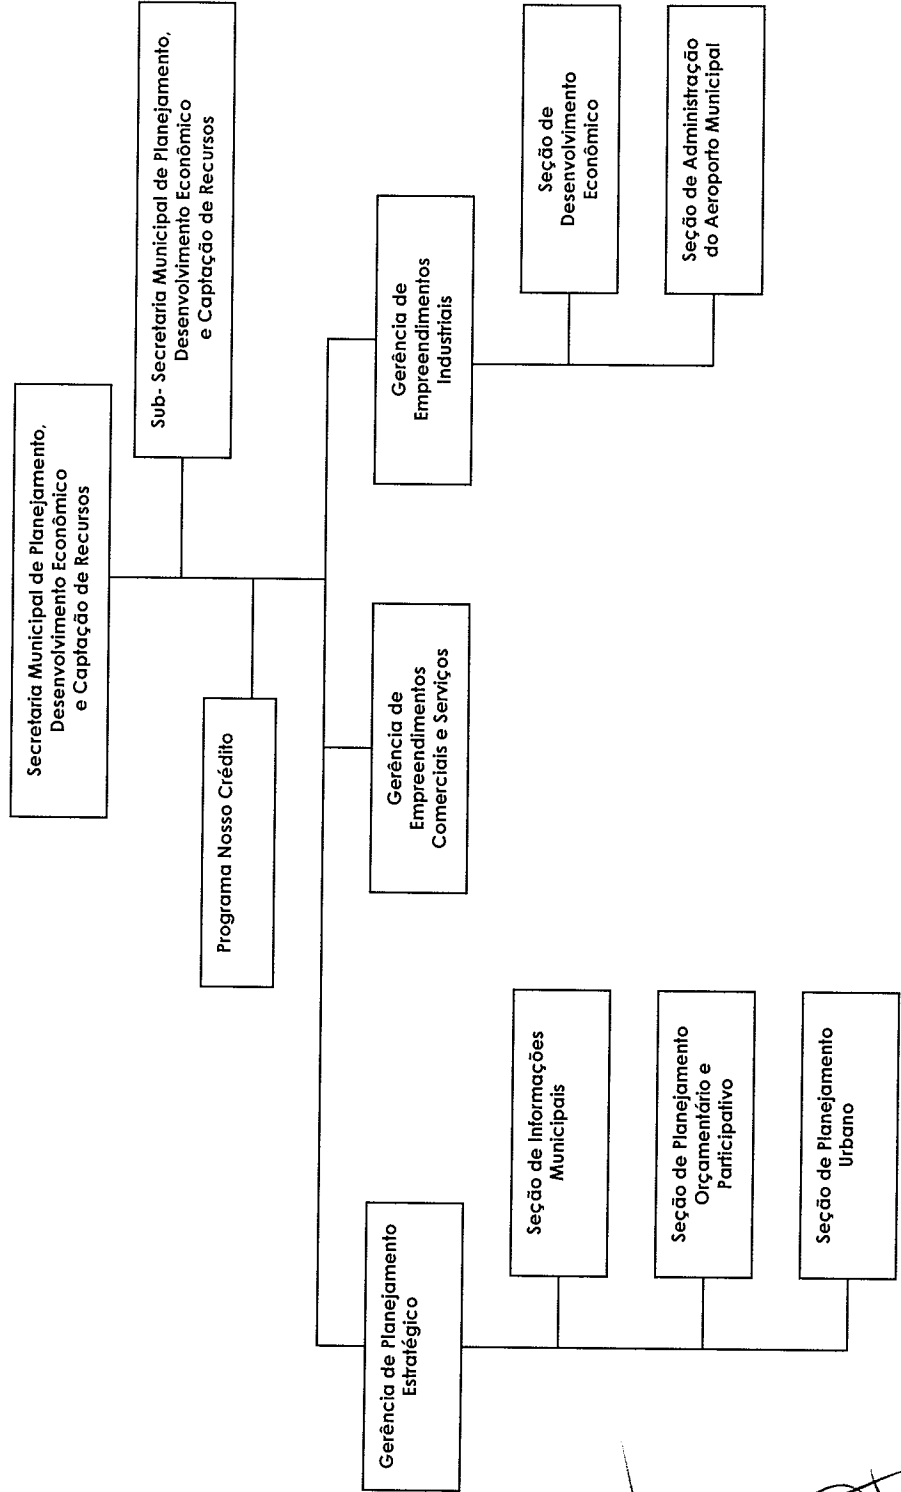 Secretaria Municipal de Planejamento,
Desenvolvimento Econômico
e Captação de Recursos
Sub- Secretaria Municipal de Planejamento,
Desenvolvimento Econômico
e Captação de Recursos
Programa Nosso Crédito
Gerência de Planejamento
Estratégico
Gerência de
Empreendimentos
Comerciais e Serviços
Gerência de
Empreendimentos
Industriais
Seção de Informações
Municipais
Seção de Planejamento
Orçamentário e
Participativo
Seção de Planejamento
Urbano
Seção de
Desenvolvimento
Econômico
Seção de Administração
do Aeroporto Municipal